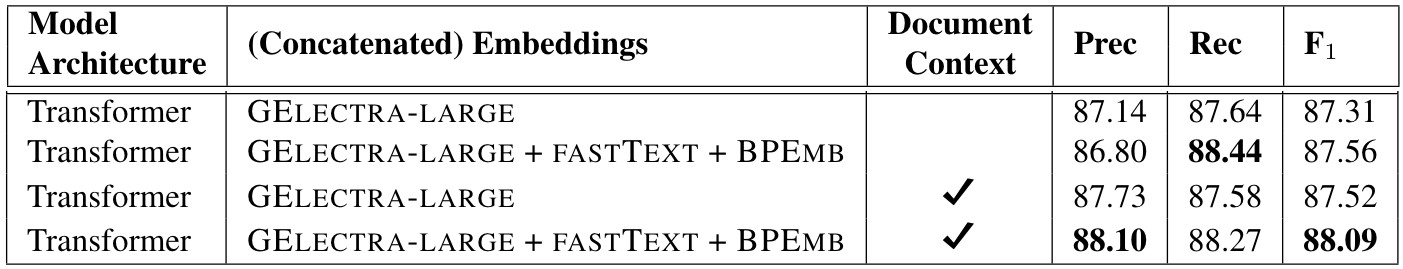 Model Architecture | (Concatenated) Embeddings | Document Context | Prec | Rec | F1
Transformer | GELECTRA-LARGE | | 87.14 | 87.64 | 87.31
Transformer | GELECTRA-LARGE + FASTTEXT + BPEMB | | 86.80 | 88.44 | 87.56
Transformer | GELECTRA-LARGE | ✓ | 87.73 | 87.58 | 87.52
Transformer | GELECTRA-LARGE + FASTTEXT + BPEMB | ✓ | 88.10 | 88.27 | 88.09